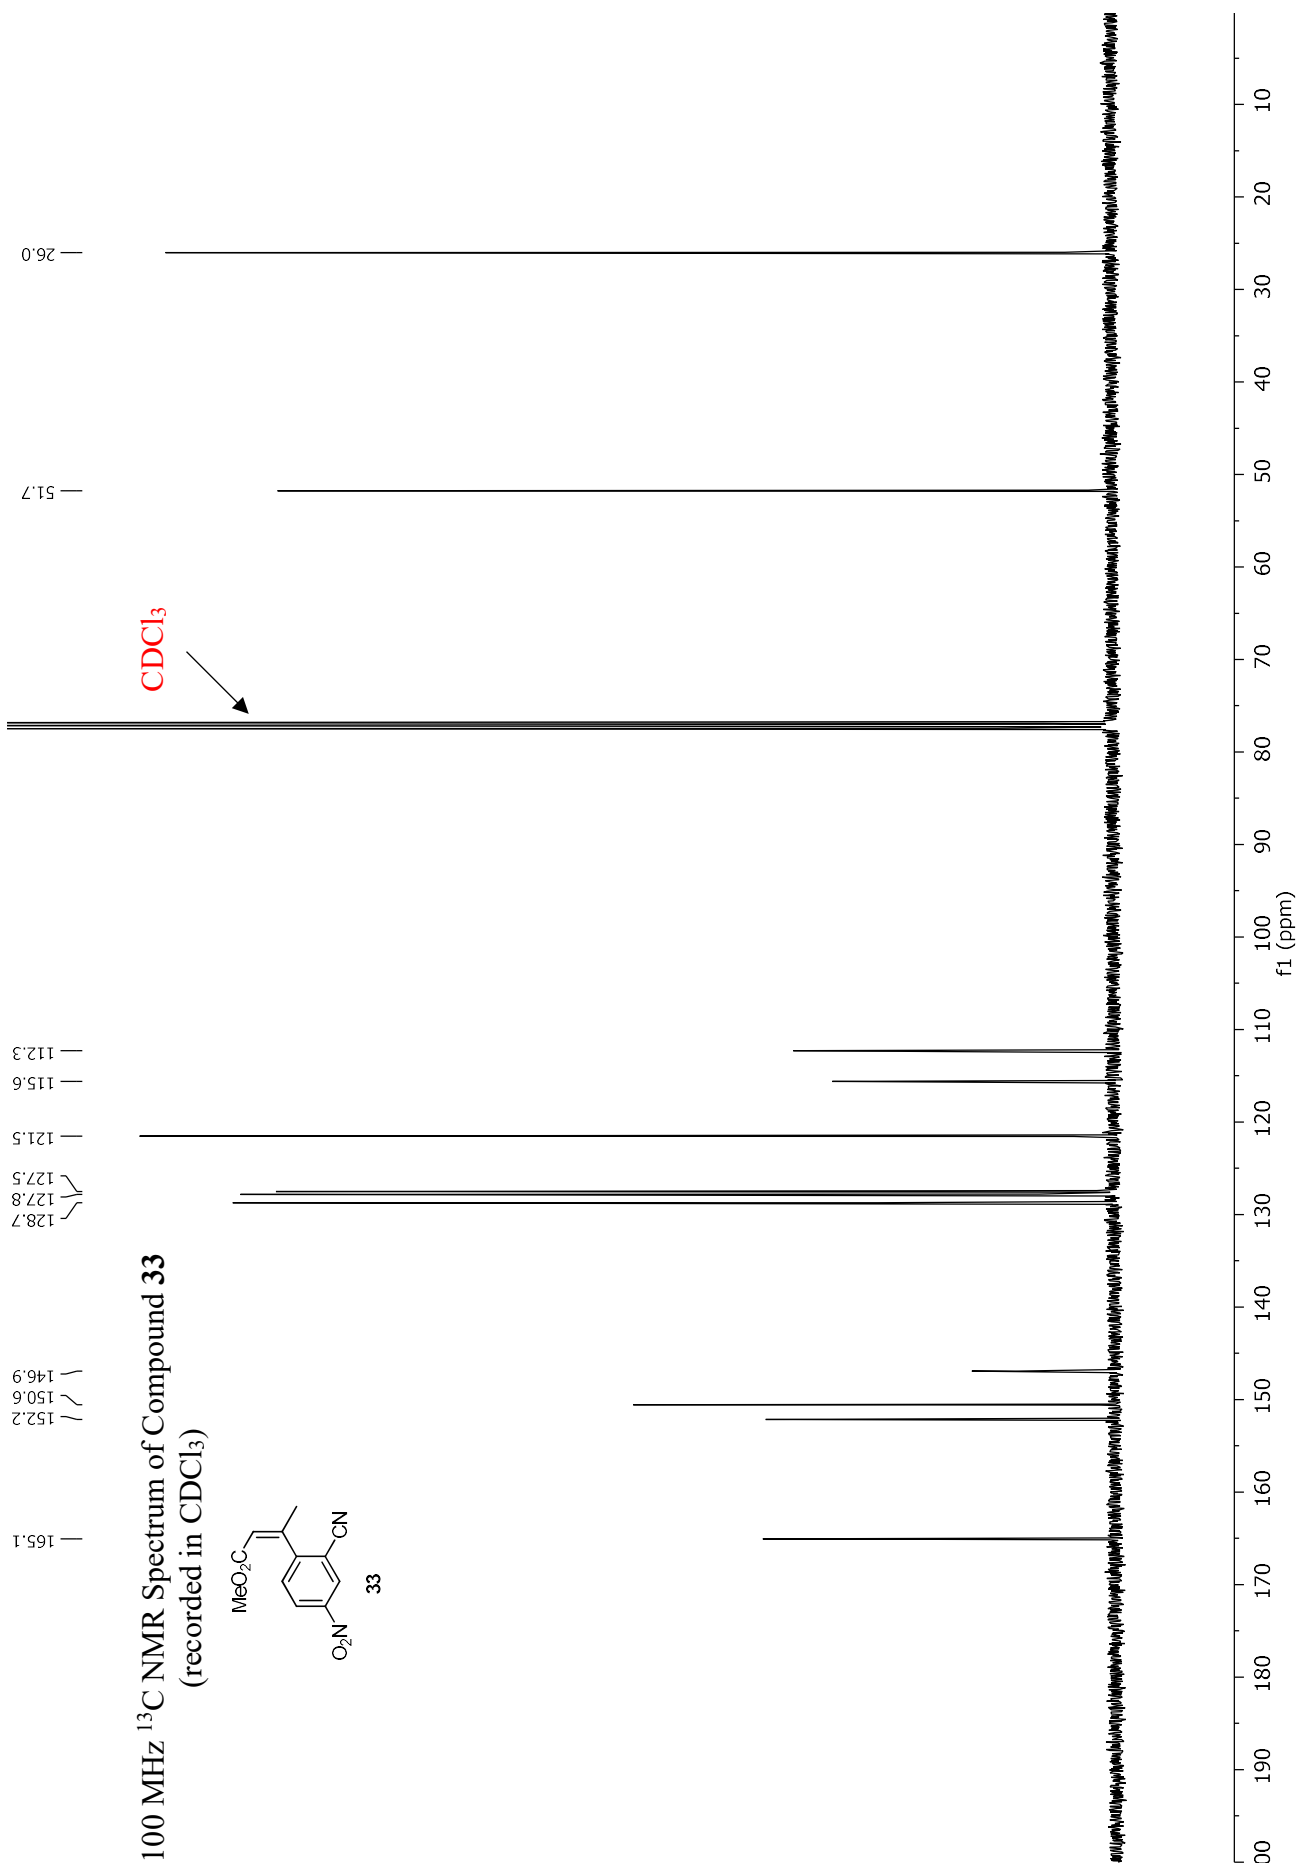 100 MHz ¹³C NMR Spectrum of Compound 33
(recorded in CDCl₃)
MeO₂C
CN
O₂N
33
CDCl₃
165.1
152.2
150.6
146.9
128.7
127.8
127.5
121.5
115.6
112.3
51.7
26.0
00 190 180 170 160 150 140 130 120 110 100 90 80 70 60 50 40 30 20 10
f1 (ppm)